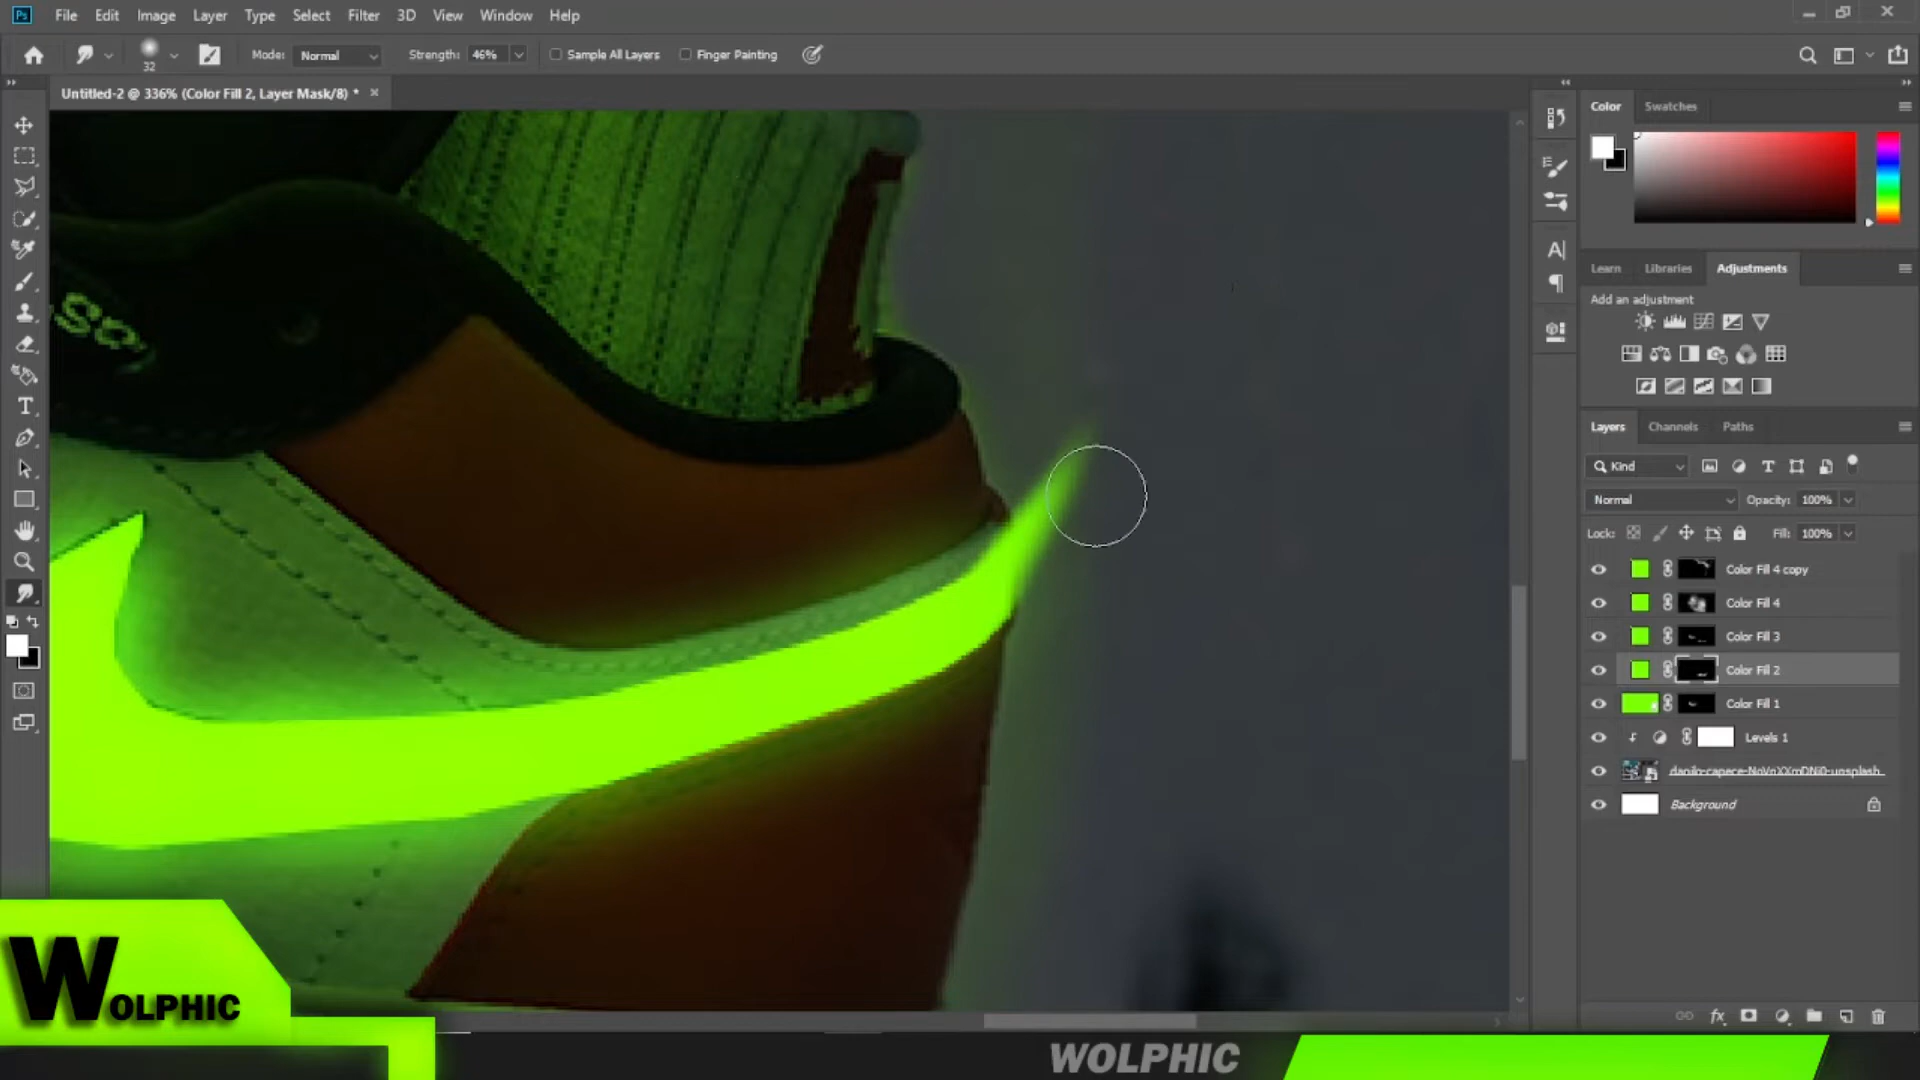 Ps File Edit Image Layer Type Select Filter 3D View Window Help
32 Mode: Normal Strength: 46% Sample All Layers Finger Painting
Untitled-2 @ 336% (Color Fill 2, Layer Mask/8) *
Color Swatches
Learn Libraries Adjustments
Add an adjustment
Layers Channels Paths
Kind
Normal Opacity: 100%
Lock: Fill: 100%
Color Fill 4 copy
Color Fill 4
Color Fill 3
Color Fill 2
Color Fill 1
Levels 1
Background
WOLPHIC
WOLPHIC